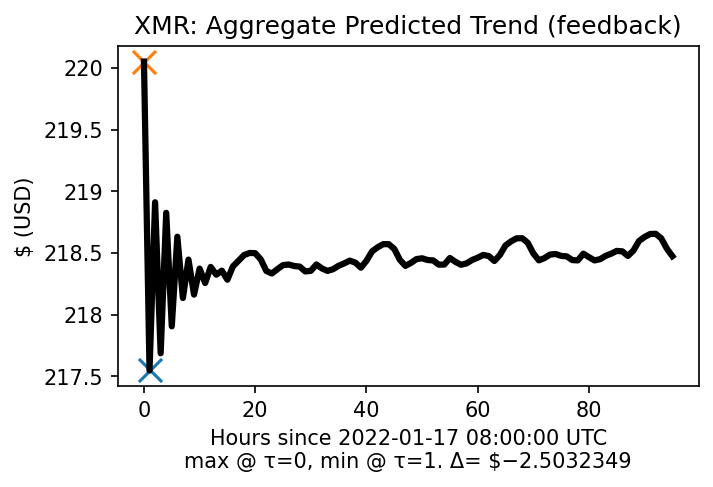 XMR: Aggregate Predicted Trend (feedback)
220
219.5
219
218.5
218
217.5
$ (USD)
0 20 40 60 80
Hours since 2022-01-17 08:00:00 UTC
max @ τ=0, min @ τ=1. Δ= $−2.5032349